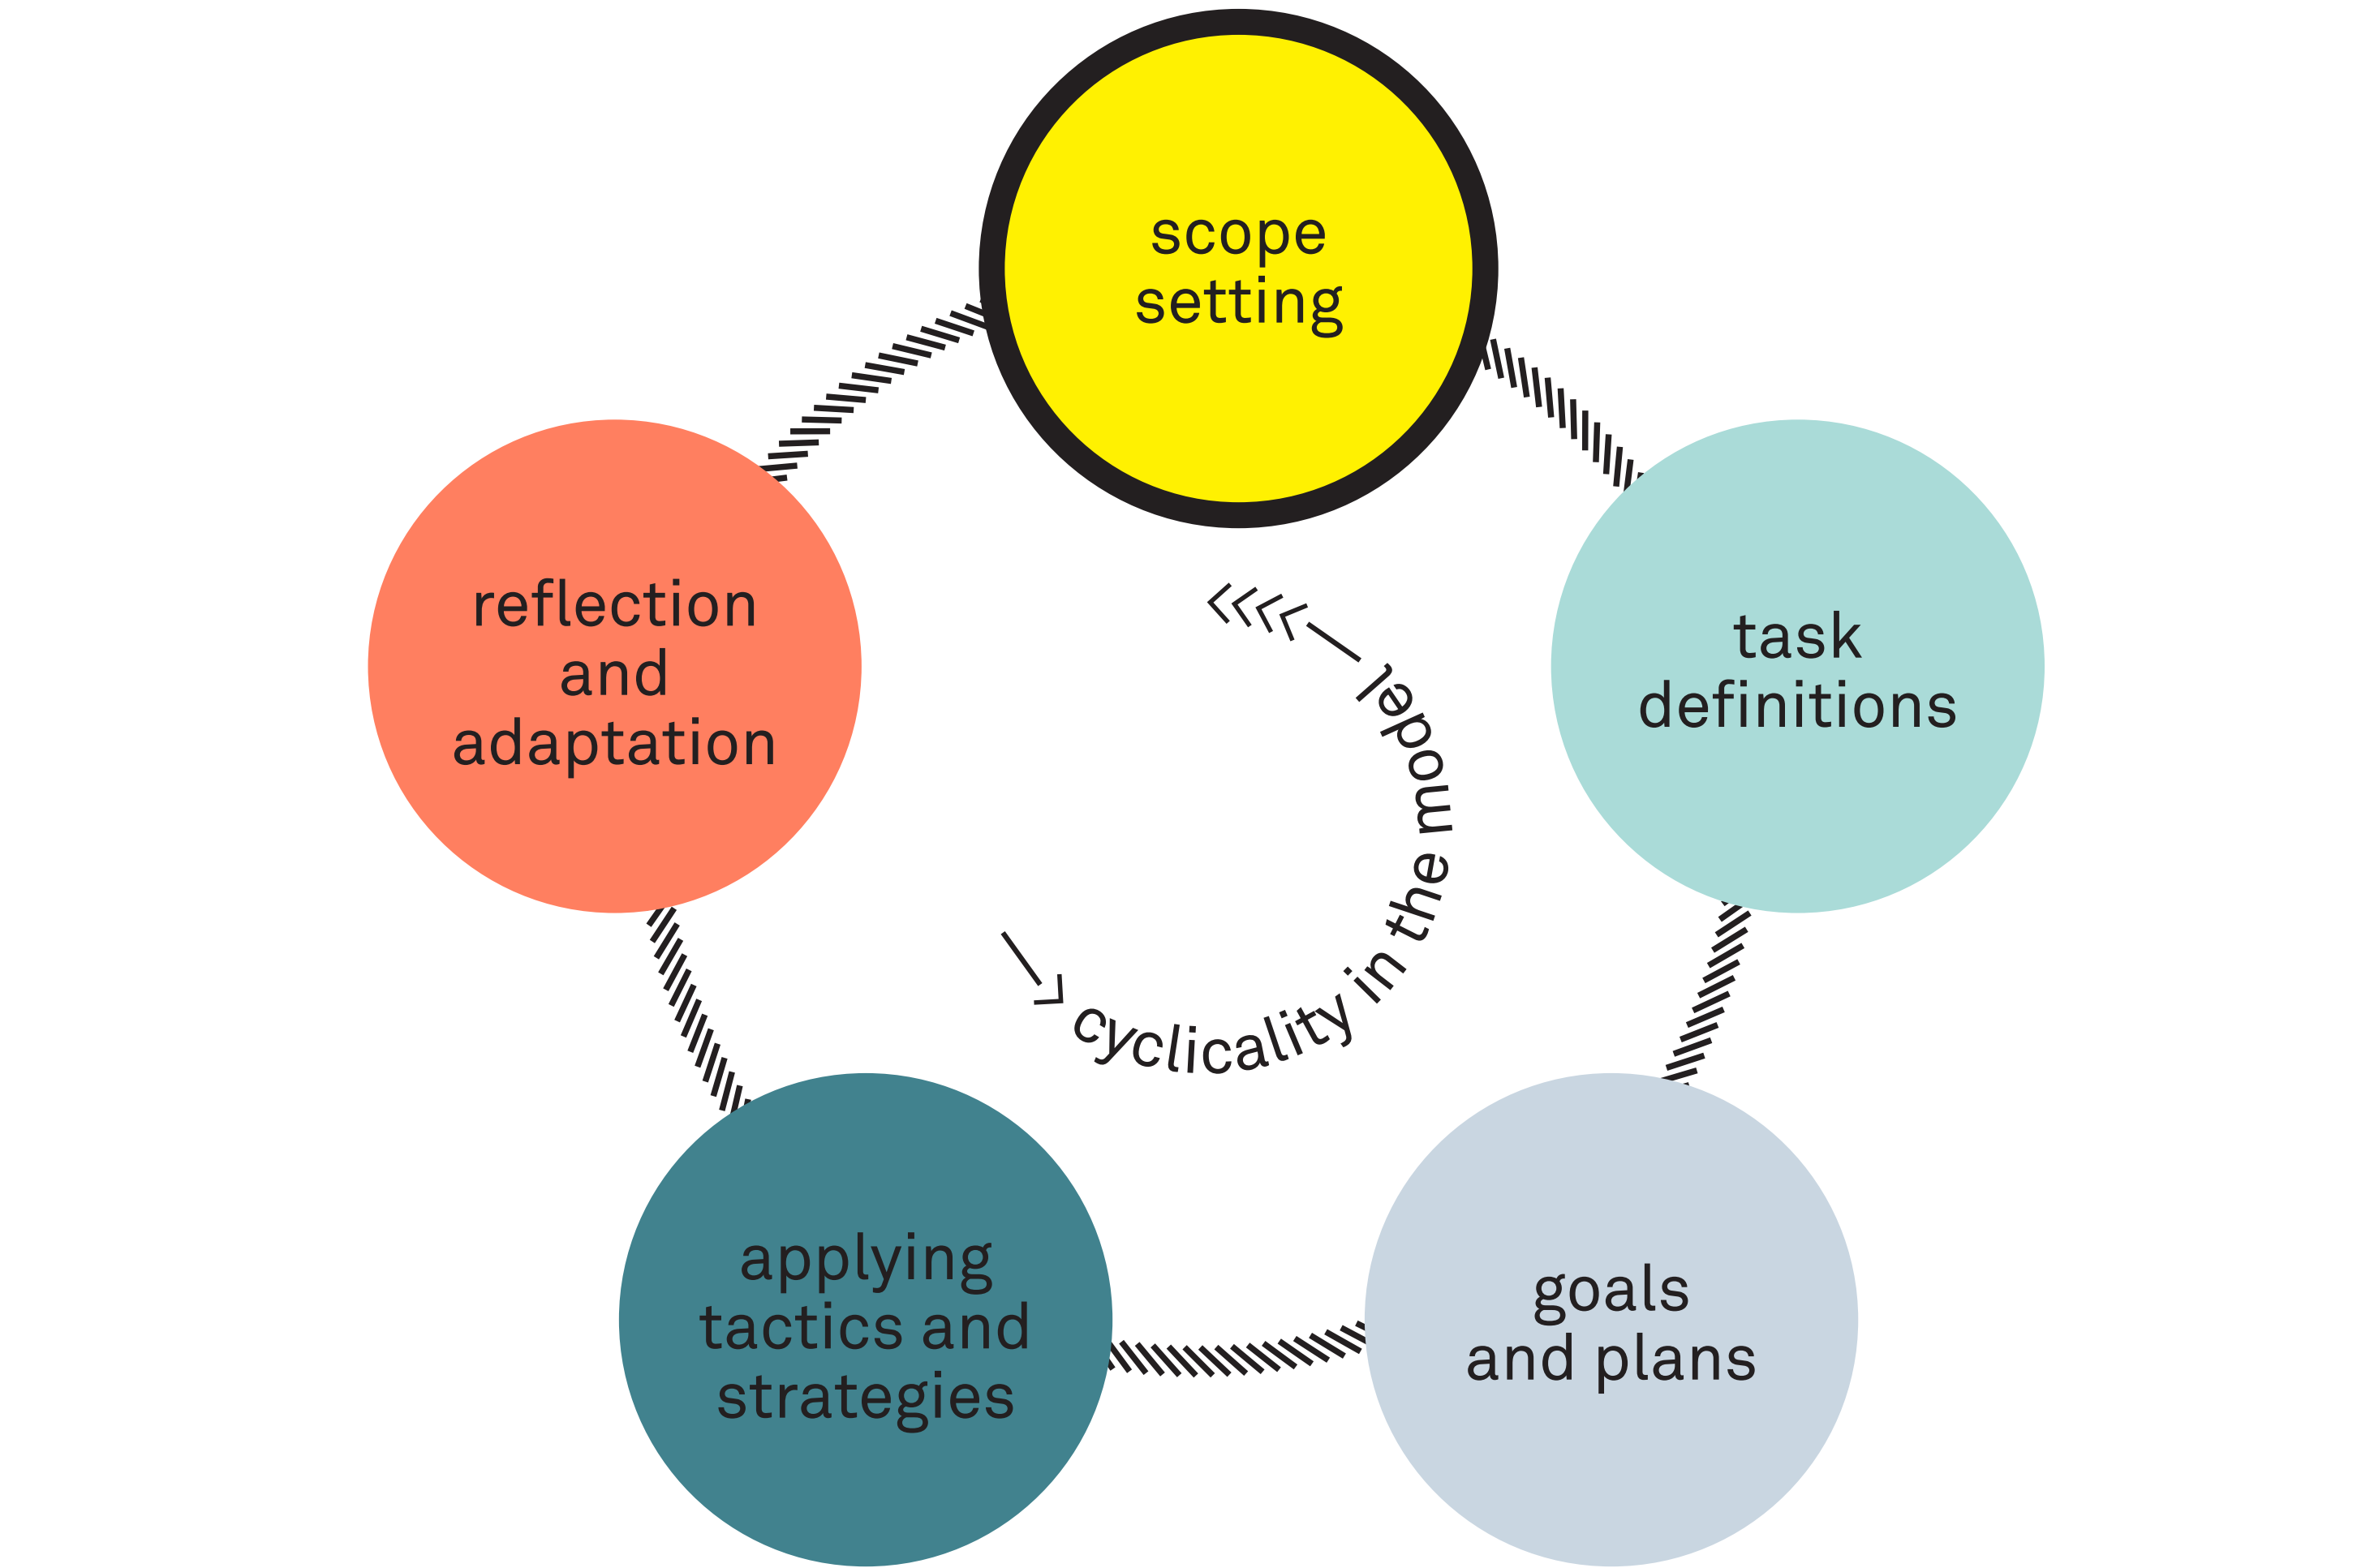 scope
setting
task
definitions
goals
and plans
applying
tactics and
strategies
reflection
and
adaptation
cyclicality in the model